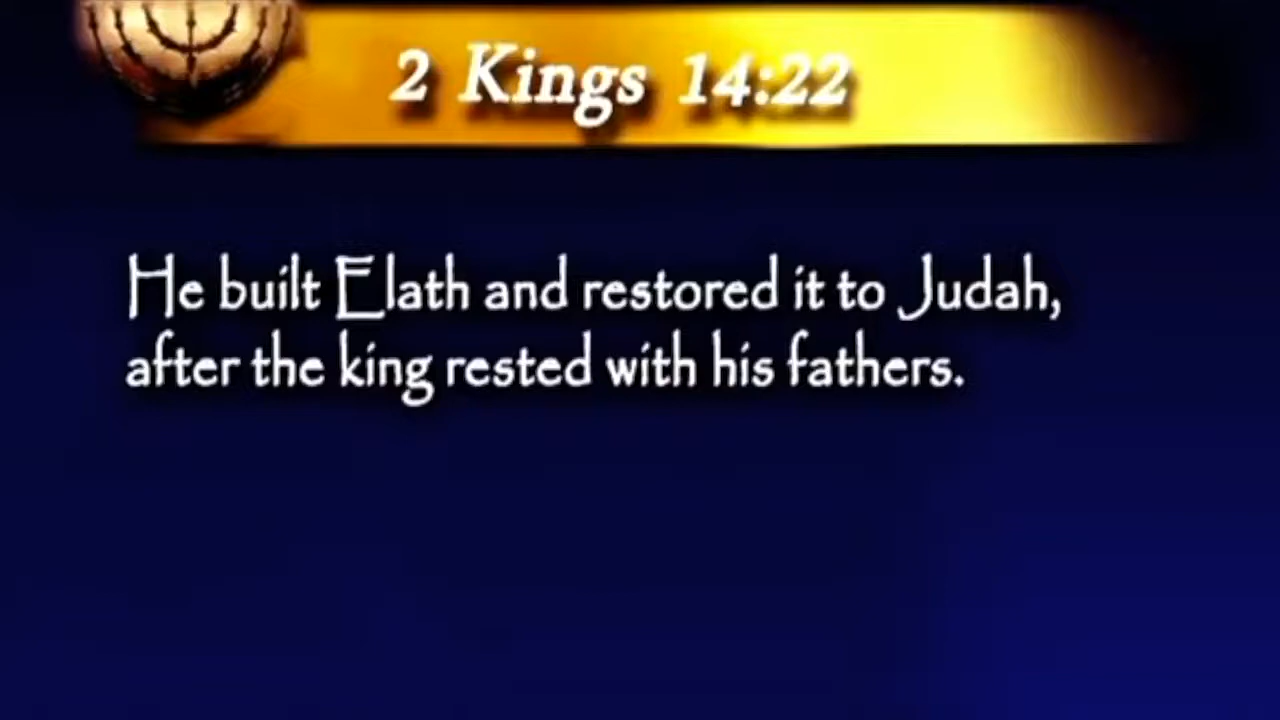 2 Kings 14:22
He built Elath and restored it to Judah,
after the king rested with his fathers.